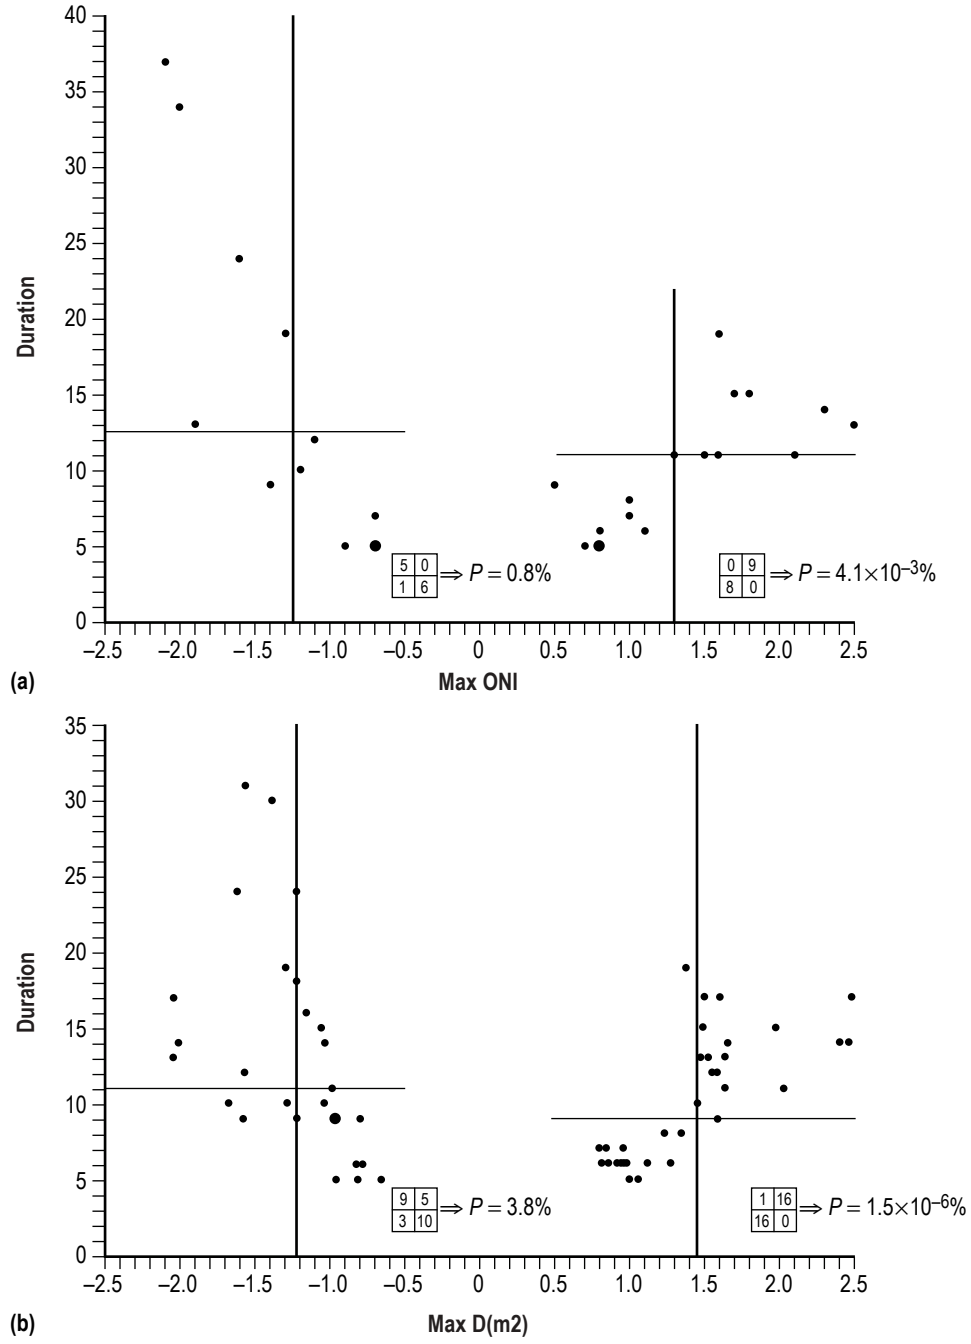 40
35
30
25
20
15
10
5
0
Duration
5 0
1 6
⇒ P = 0.8%
0 9
8 0
⇒ P = 4.1×10–3%
–2.5 –2.0 –1.5 –1.0 –0.5 0 0.5 1.0 1.5 2.0 2.5
(a) Max ONI
35
30
25
20
15
10
5
0
Duration
9 5
3 10
⇒ P = 3.8%
1 16
16 0
⇒ P = 1.5×10–6%
–2.5 –2.0 –1.5 –1.0 –0.5 0 0.5 1.0 1.5 2.0 2.5
(b) Max D(m2)